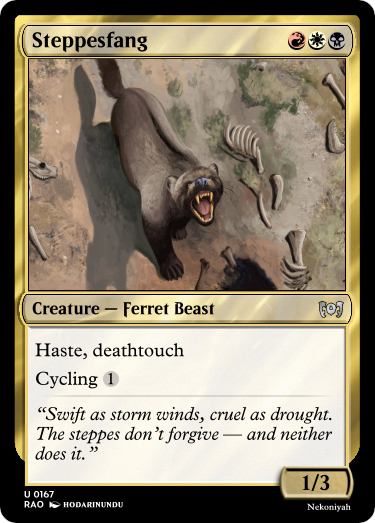 Steppesfang
Creature — Ferret Beast
Haste, deathtouch
Cycling 1
“Swift as storm winds, cruel as drought.
The steppes don’t forgive — and neither
does it.”
1/3
U 0167
RAO HODARINUNDU
Nekoniyah